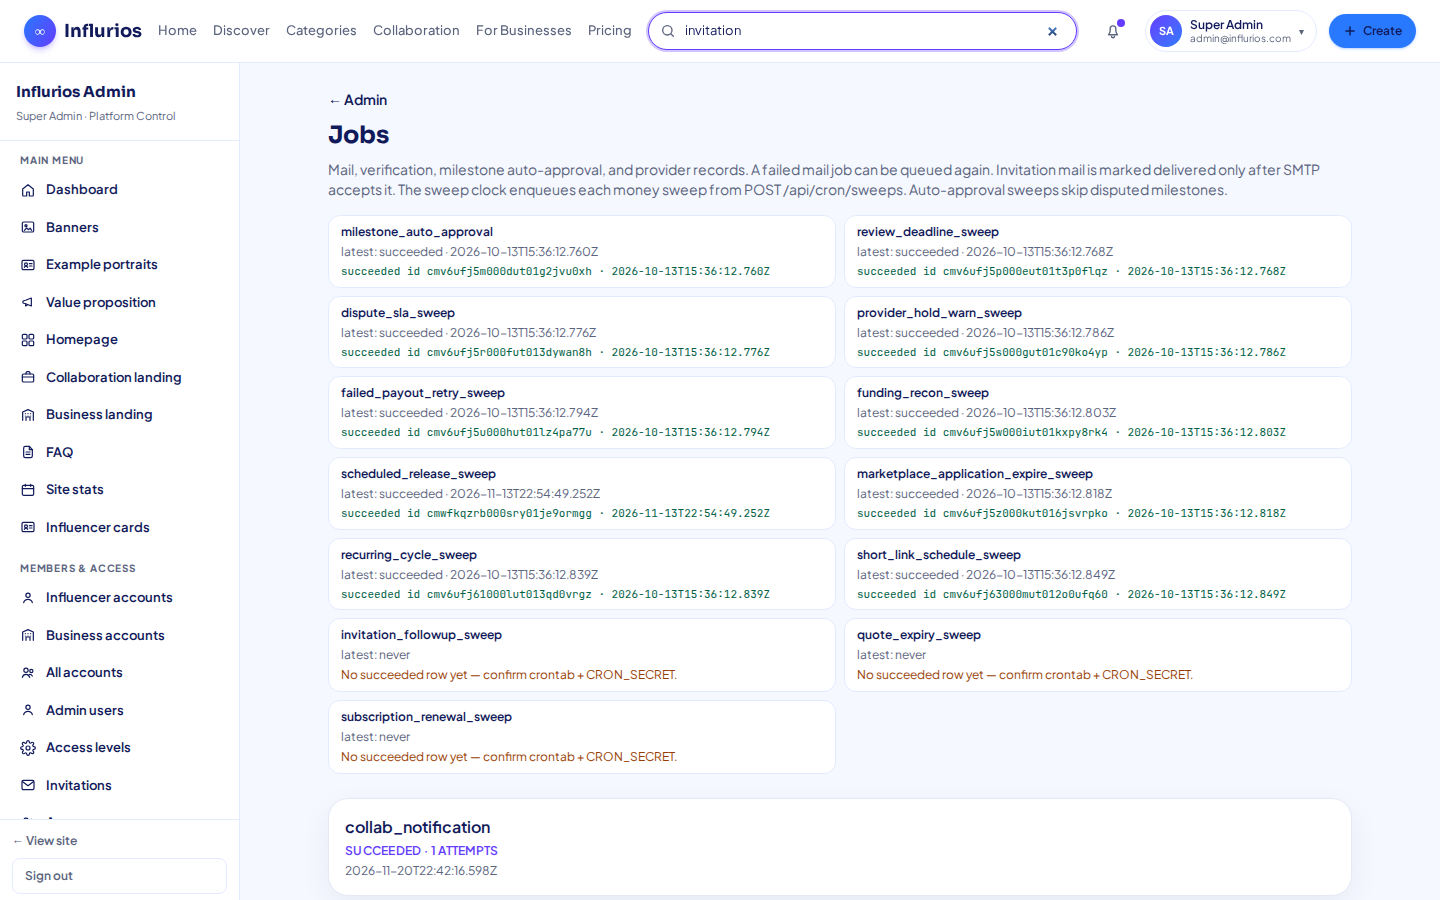 ∞ Influrios Home Discover Categories Collaboration For Businesses Pricing invitation × SA Super Admin ▾ + Create
admin@influrios.com
Influrios Admin
Super Admin · Platform Control
MAIN MENU
Dashboard
Banners
Example portraits
Value proposition
Homepage
Collaboration landing
Business landing
FAQ
Site stats
Influencer cards
MEMBERS & ACCESS
Influencer accounts
Business accounts
All accounts
Admin users
Access levels
Invitations
← View site
Sign out
← Admin
Jobs
Mail, verification, milestone auto-approval, and provider records. A failed mail job can be queued again. Invitation mail is marked delivered only after SMTP
accepts it. The sweep clock enqueues each money sweep from POST /api/cron/sweeps. Auto-approval sweeps skip disputed milestones.
milestone_auto_approval
latest: succeeded · 2026-10-13T15:36:12.760Z
succeeded id cmv6ufj5m000dut01g2jvu0xh · 2026-10-13T15:36:12.760Z
review_deadline_sweep
latest: succeeded · 2026-10-13T15:36:12.768Z
succeeded id cmv6ufj5p000eut01t3p0flqz · 2026-10-13T15:36:12.768Z
dispute_sla_sweep
latest: succeeded · 2026-10-13T15:36:12.776Z
succeeded id cmv6ufj5r000fut013dywan8h · 2026-10-13T15:36:12.776Z
provider_hold_warn_sweep
latest: succeeded · 2026-10-13T15:36:12.786Z
succeeded id cmv6ufj5s000gut01c90ko4yp · 2026-10-13T15:36:12.786Z
failed_payout_retry_sweep
latest: succeeded · 2026-10-13T15:36:12.794Z
succeeded id cmv6ufj5u000hut01lz4pa77u · 2026-10-13T15:36:12.794Z
funding_recon_sweep
latest: succeeded · 2026-10-13T15:36:12.803Z
succeeded id cmv6ufj5w000iut01kxpy8rk4 · 2026-10-13T15:36:12.803Z
scheduled_release_sweep
latest: succeeded · 2026-11-13T22:54:49.252Z
succeeded id cmwfkqzrb000sry01je9ormgg · 2026-11-13T22:54:49.252Z
marketplace_application_expire_sweep
latest: succeeded · 2026-10-13T15:36:12.818Z
succeeded id cmv6ufj5z000kut016jsvrpko · 2026-10-13T15:36:12.818Z
recurring_cycle_sweep
latest: succeeded · 2026-10-13T15:36:12.839Z
succeeded id cmv6ufj61000lut013qd0vrgz · 2026-10-13T15:36:12.839Z
short_link_schedule_sweep
latest: succeeded · 2026-10-13T15:36:12.849Z
succeeded id cmv6ufj63000mut012o0ufq60 · 2026-10-13T15:36:12.849Z
invitation_followup_sweep
latest: never
No succeeded row yet — confirm crontab + CRON_SECRET.
quote_expiry_sweep
latest: never
No succeeded row yet — confirm crontab + CRON_SECRET.
subscription_renewal_sweep
latest: never
No succeeded row yet — confirm crontab + CRON_SECRET.
collab_notification
SUCCEEDED · 1 ATTEMPTS
2026-11-20T22:42:16.598Z